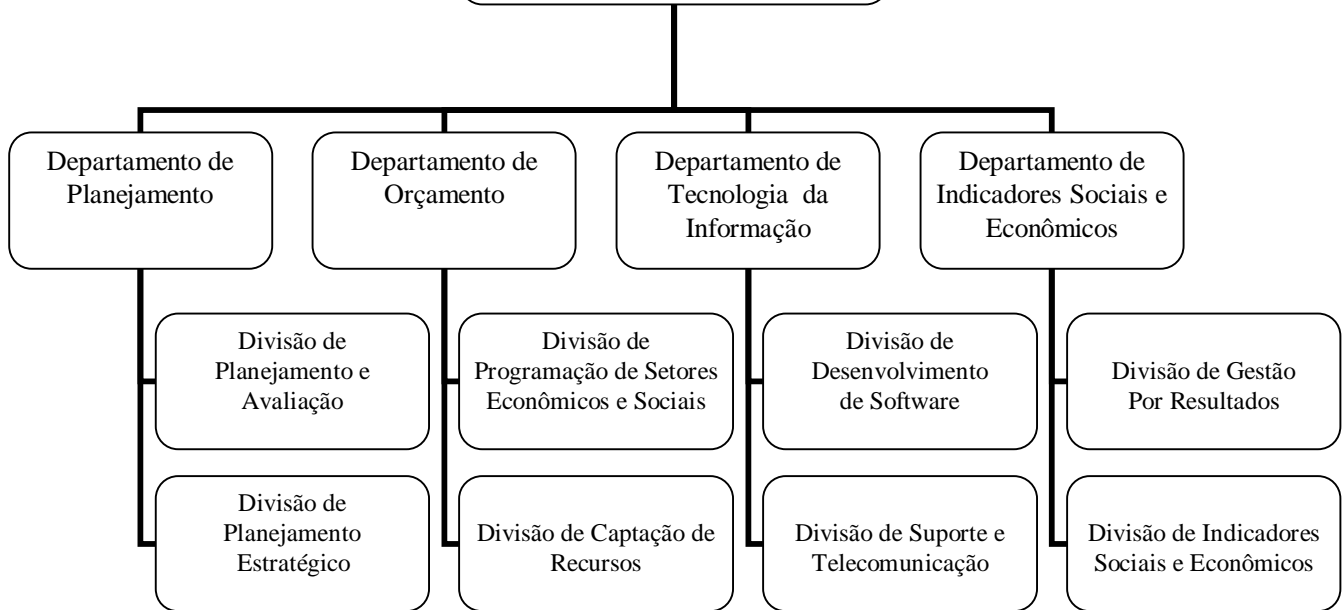 Departamento de
Planejamento
Departamento de
Orçamento
Departamento de
Tecnologia da
Informação
Departamento de
Indicadores Sociais e
Econômicos
Divisão de
Planejamento e
Avaliação
Divisão de
Programação de Setores
Econômicos e Sociais
Divisão de
Desenvolvimento
de Software
Divisão de Gestão
Por Resultados
Divisão de
Planejamento
Estratégico
Divisão de Captação de
Recursos
Divisão de Suporte e
Telecomunicação
Divisão de Indicadores
Sociais e Econômicos